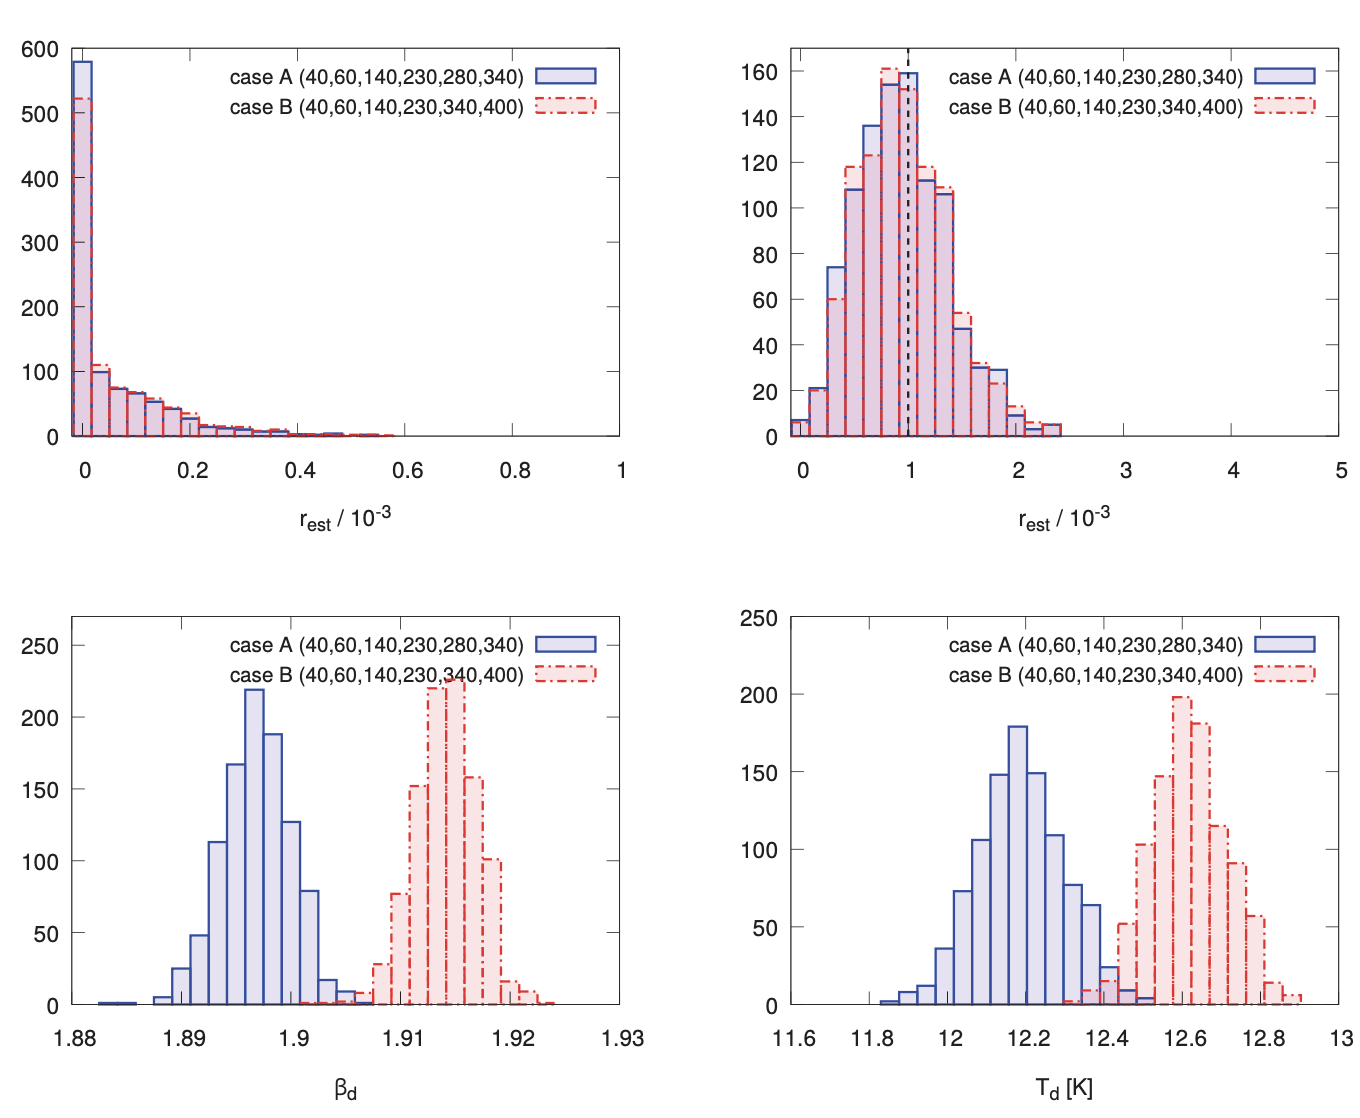 600
500
400
300
200
100
0
case A (40,60,140,230,280,340)
case B (40,60,140,230,340,400)
0 0.2 0.4 0.6 0.8 1
r_est / 10^-3
160
140
120
100
80
60
40
20
0
case A (40,60,140,230,280,340)
case B (40,60,140,230,340,400)
0 1 2 3 4 5
r_est / 10^-3
250
200
150
100
50
0
case A (40,60,140,230,280,340)
case B (40,60,140,230,340,400)
1.88 1.89 1.9 1.91 1.92 1.93
β_d
250
200
150
100
50
0
case A (40,60,140,230,280,340)
case B (40,60,140,230,340,400)
11.6 11.8 12 12.2 12.4 12.6 12.8 13
T_d [K]